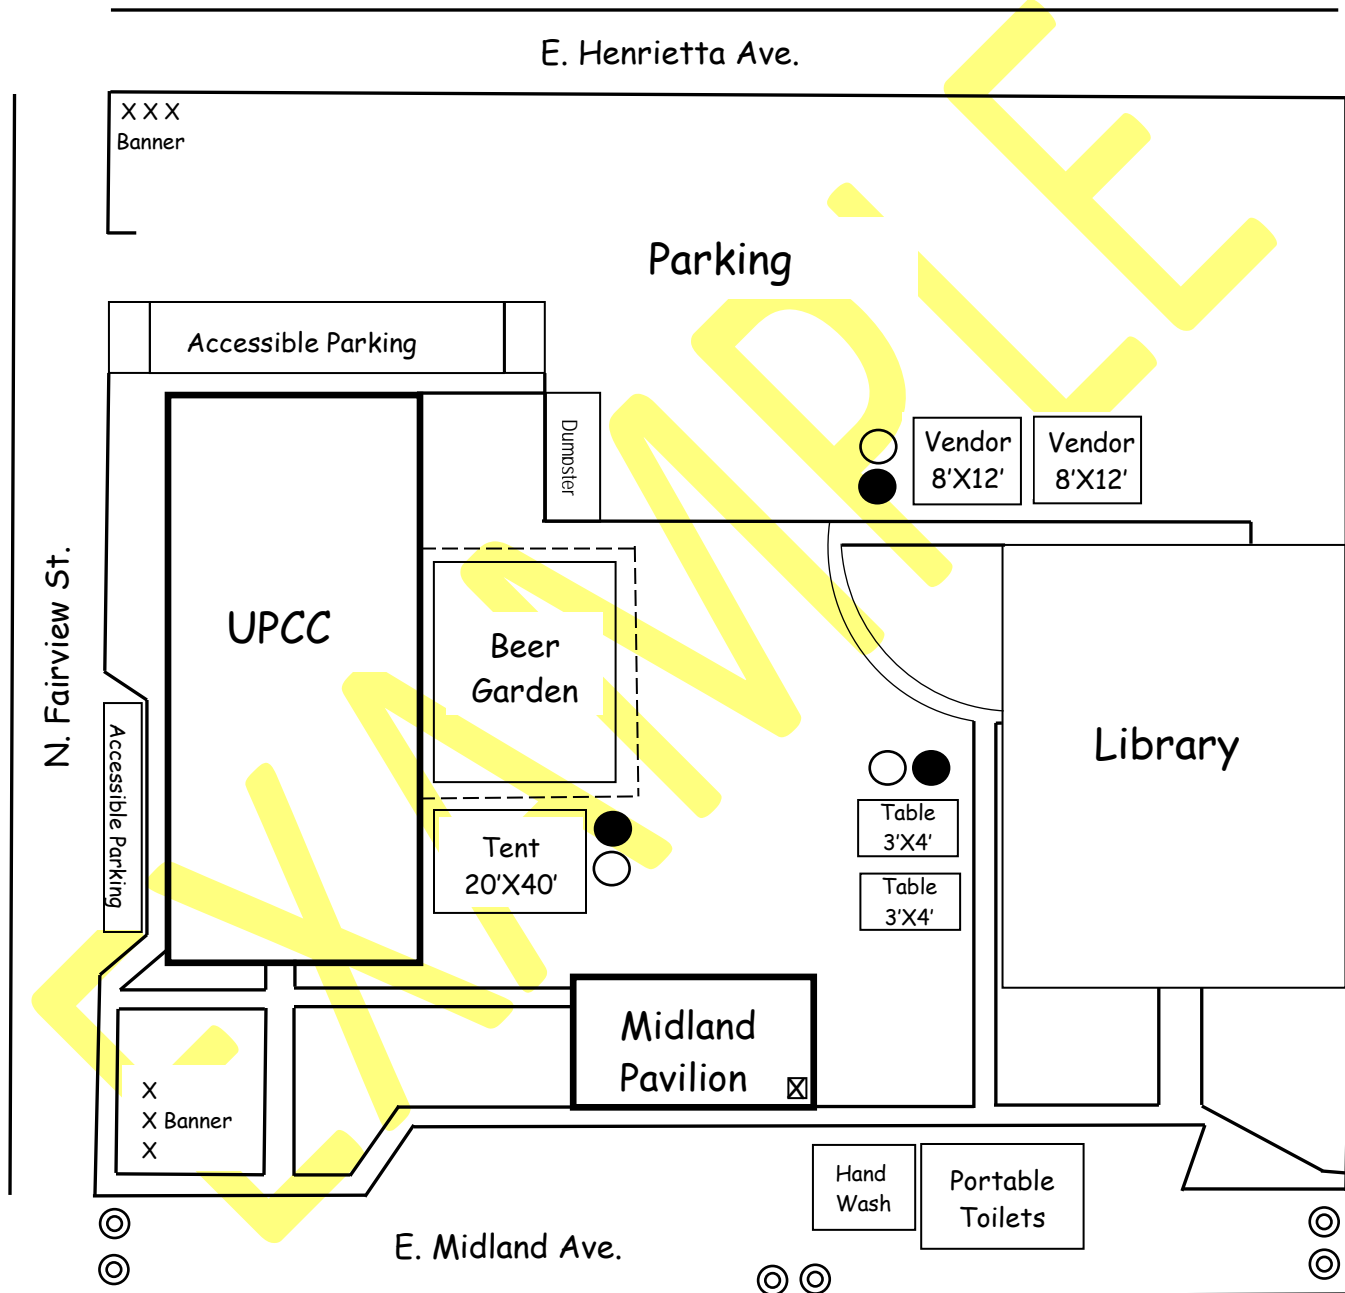 E. Henrietta Ave.
X X X
Banner
Parking
Accessible Parking
Dumpster
Vendor
8'X12'
Vendor
8'X12'
N. Fairview St.
UPCC
Beer
Garden
Library
Accessible Parking
Table
3'X4'
Tent
20'X40'
Table
3'X4'
Midland
Pavilion
X
X
X Banner
X
Hand
Wash
Portable
Toilets
E. Midland Ave.
EXAMPLE